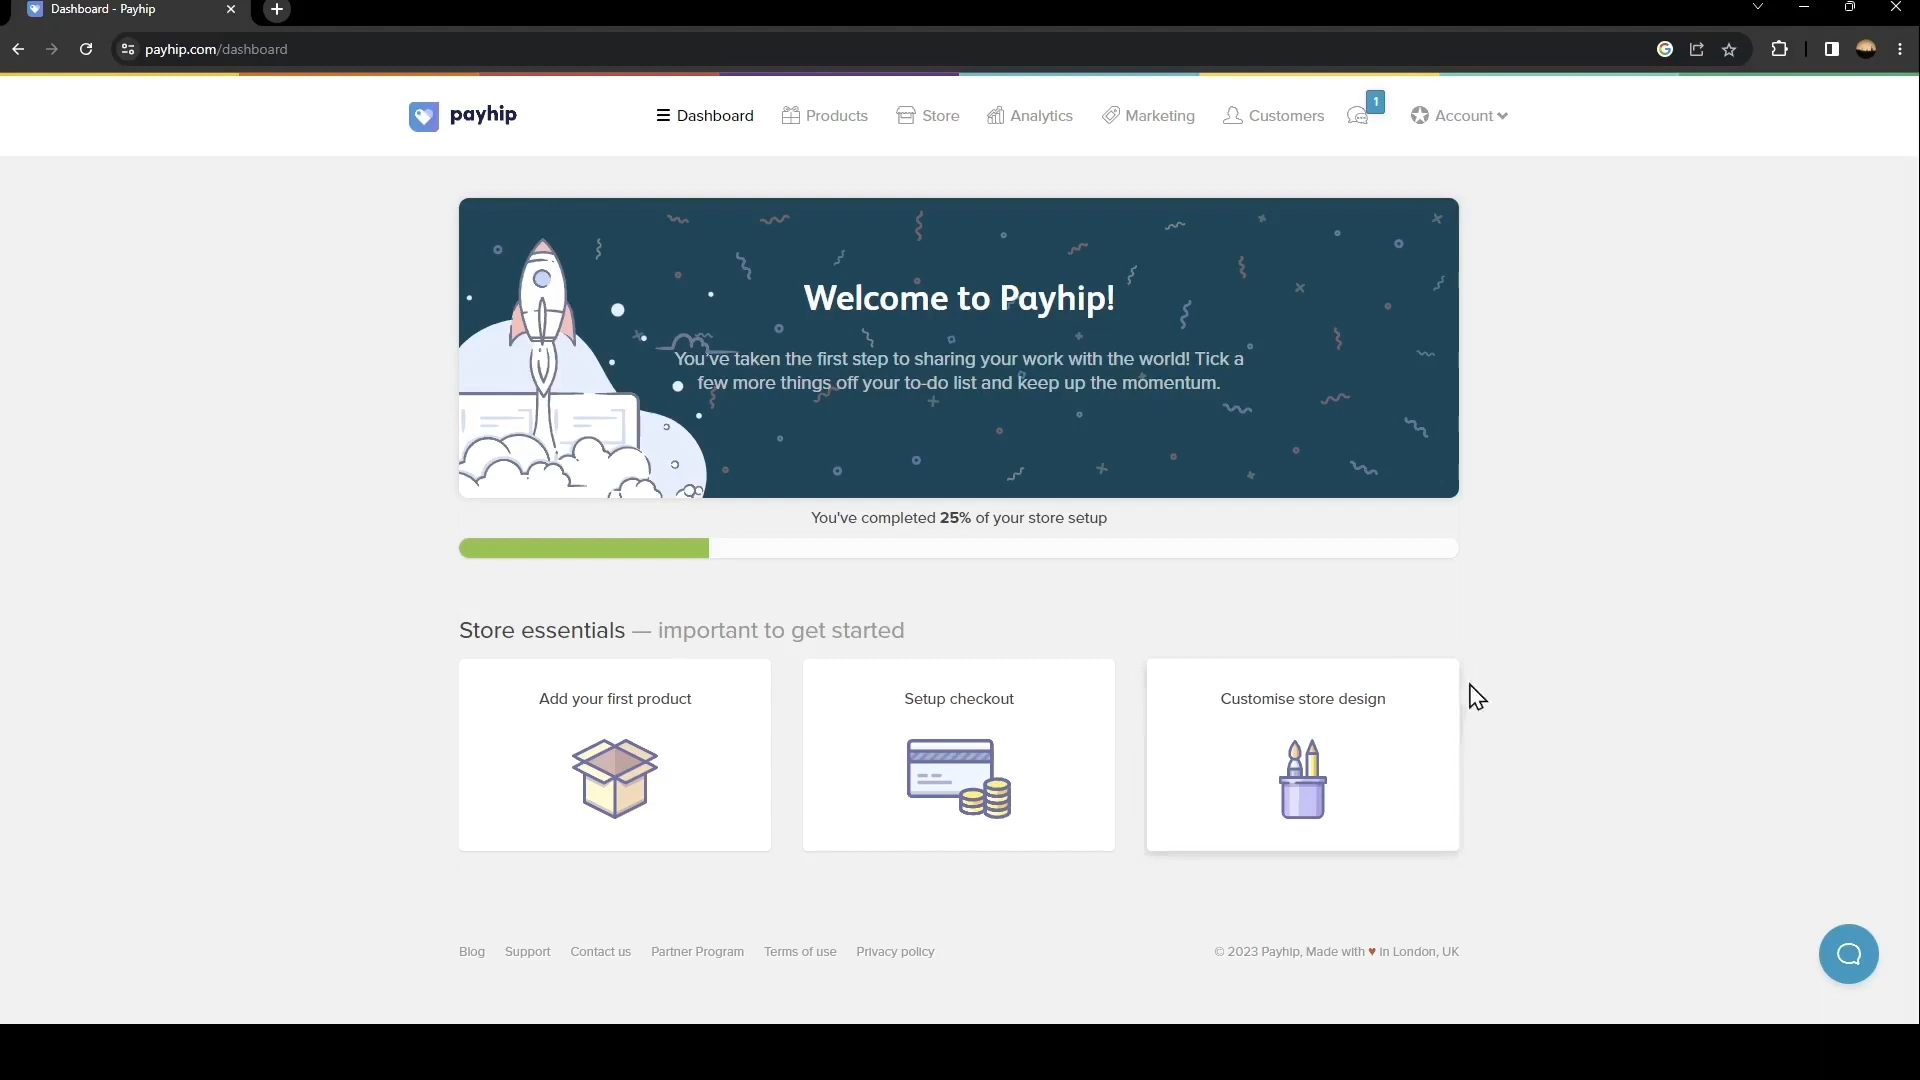 Dashboard - Payhip
payhip.com/dashboard
payhip
Dashboard
Products
Store
Analytics
Marketing
Customers
1
Account
Welcome to Payhip!
You've taken the first step to sharing your work with the world! Tick a
few more things off your to-do list and keep up the momentum.
You've completed 25% of your store setup
Store essentials — important to get started
Add your first product
Setup checkout
Customise store design
Blog
Support
Contact us
Partner Program
Terms of use
Privacy policy
© 2023 Payhip, Made with ♥ in London, UK